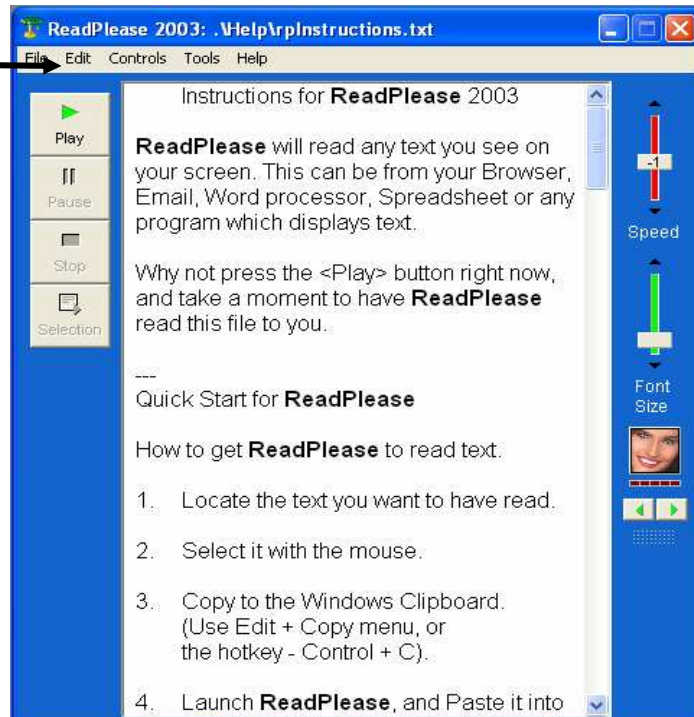 ReadPlease 2003: .\Help\rpInstructions.txt
File Edit Controls Tools Help
Play
Pause
Stop
Selection
Instructions for ReadPlease 2003
ReadPlease will read any text you see on
your screen. This can be from your Browser,
Email, Word processor, Spreadsheet or any
program which displays text.
Why not press the <Play> button right now,
and take a moment to have ReadPlease
read this file to you.
---
Quick Start for ReadPlease
How to get ReadPlease to read text.
1. Locate the text you want to have read.
2. Select it with the mouse.
3. Copy to the Windows Clipboard.
(Use Edit + Copy menu, or
the hotkey - Control + C).
4. Launch ReadPlease, and Paste it into
-1
Speed
Font
Size